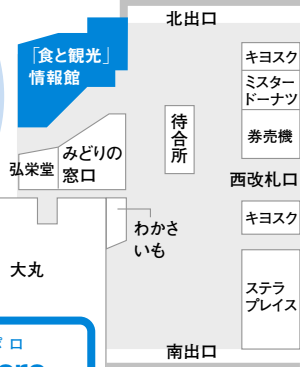 北出口
「食と観光」
情報館
キヨスク
ミスター
ドーナツ
待合所
券売機
みどりの
窓口
弘栄堂
西改札口
キヨスク
わかさ
いも
大丸
ステラ
プレイス
南出口